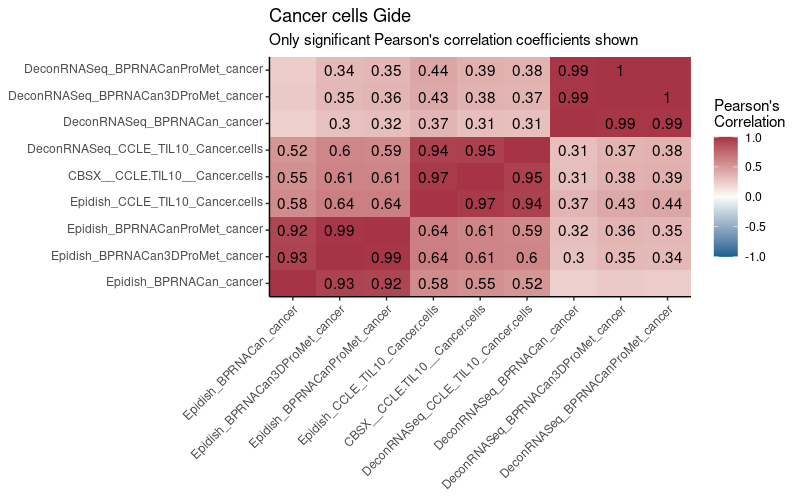 Cancer cells Gide
Only significant Pearson's correlation coefficients shown
DeconRNASeq_BPRNACanProMet_cancer 0.34 0.35 0.44 0.39 0.38 0.99 1
DeconRNASeq_BPRNACan3DProMet_cancer 0.35 0.36 0.43 0.38 0.37 0.99 1
DeconRNASeq_BPRNACan_cancer 0.3 0.32 0.37 0.31 0.31 0.99 0.99
DeconRNASeq_CCLE_TIL10_Cancer.cells 0.52 0.6 0.59 0.94 0.95 0.31 0.37 0.38
CBSX__CCLE.TIL10__Cancer.cells 0.55 0.61 0.61 0.97 0.95 0.31 0.38 0.39
Epidish_CCLE_TIL10_Cancer.cells 0.58 0.64 0.64 0.97 0.94 0.37 0.43 0.44
Epidish_BPRNACanProMet_cancer 0.92 0.99 0.64 0.61 0.59 0.32 0.36 0.35
Epidish_BPRNACan3DProMet_cancer 0.93 0.99 0.64 0.61 0.6 0.3 0.35 0.34
Epidish_BPRNACan_cancer 0.93 0.92 0.58 0.55 0.52
Epidish_BPRNACan_cancer
Epidish_BPRNACan3DProMet_cancer
Epidish_BPRNACanProMet_cancer
Epidish_CCLE_TIL10_Cancer.cells
CBSX__CCLE.TIL10__Cancer.cells
DeconRNASeq_CCLE_TIL10_Cancer.cells
DeconRNASeq_BPRNACan_cancer
DeconRNASeq_BPRNACan3DProMet_cancer
DeconRNASeq_BPRNACanProMet_cancer
Pearson's
Correlation
1.0
0.5
0.0
-0.5
-1.0